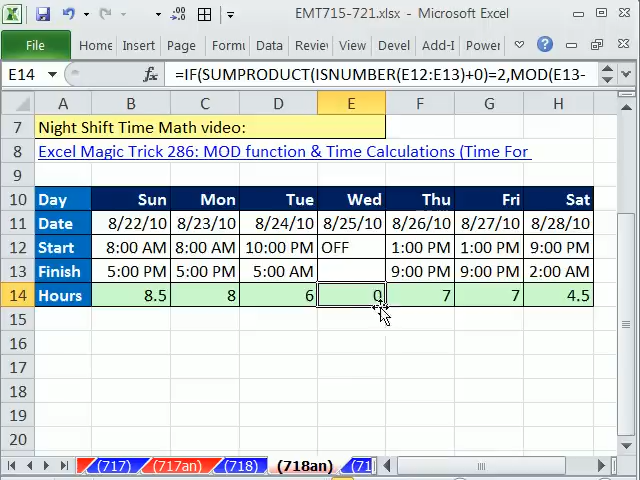 EMT715-721.xlsx - Microsoft Excel
File Home Insert Page Formu Data Review View Devel Add-I Power
E14 fx =IF(SUMPRODUCT(ISNUMBER(E12:E13)+0)=2,MOD(E13-
A B C D E F G H
7 Night Shift Time Math video:
8 Excel Magic Trick 286: MOD function & Time Calculations (Time For
9
10 Day Sun Mon Tue Wed Thu Fri Sat
11 Date 8/22/10 8/23/10 8/24/10 8/25/10 8/26/10 8/27/10 8/28/10
12 Start 8:00 AM 8:00 AM 10:00 PM OFF 1:00 PM 1:00 PM 9:00 PM
13 Finish 5:00 PM 5:00 PM 5:00 AM 9:00 PM 9:00 PM 2:00 AM
14 Hours 8.5 8 6 0 7 7 4.5
15
16
17
18
19
20
(717) (717an) (718) (718an) (71